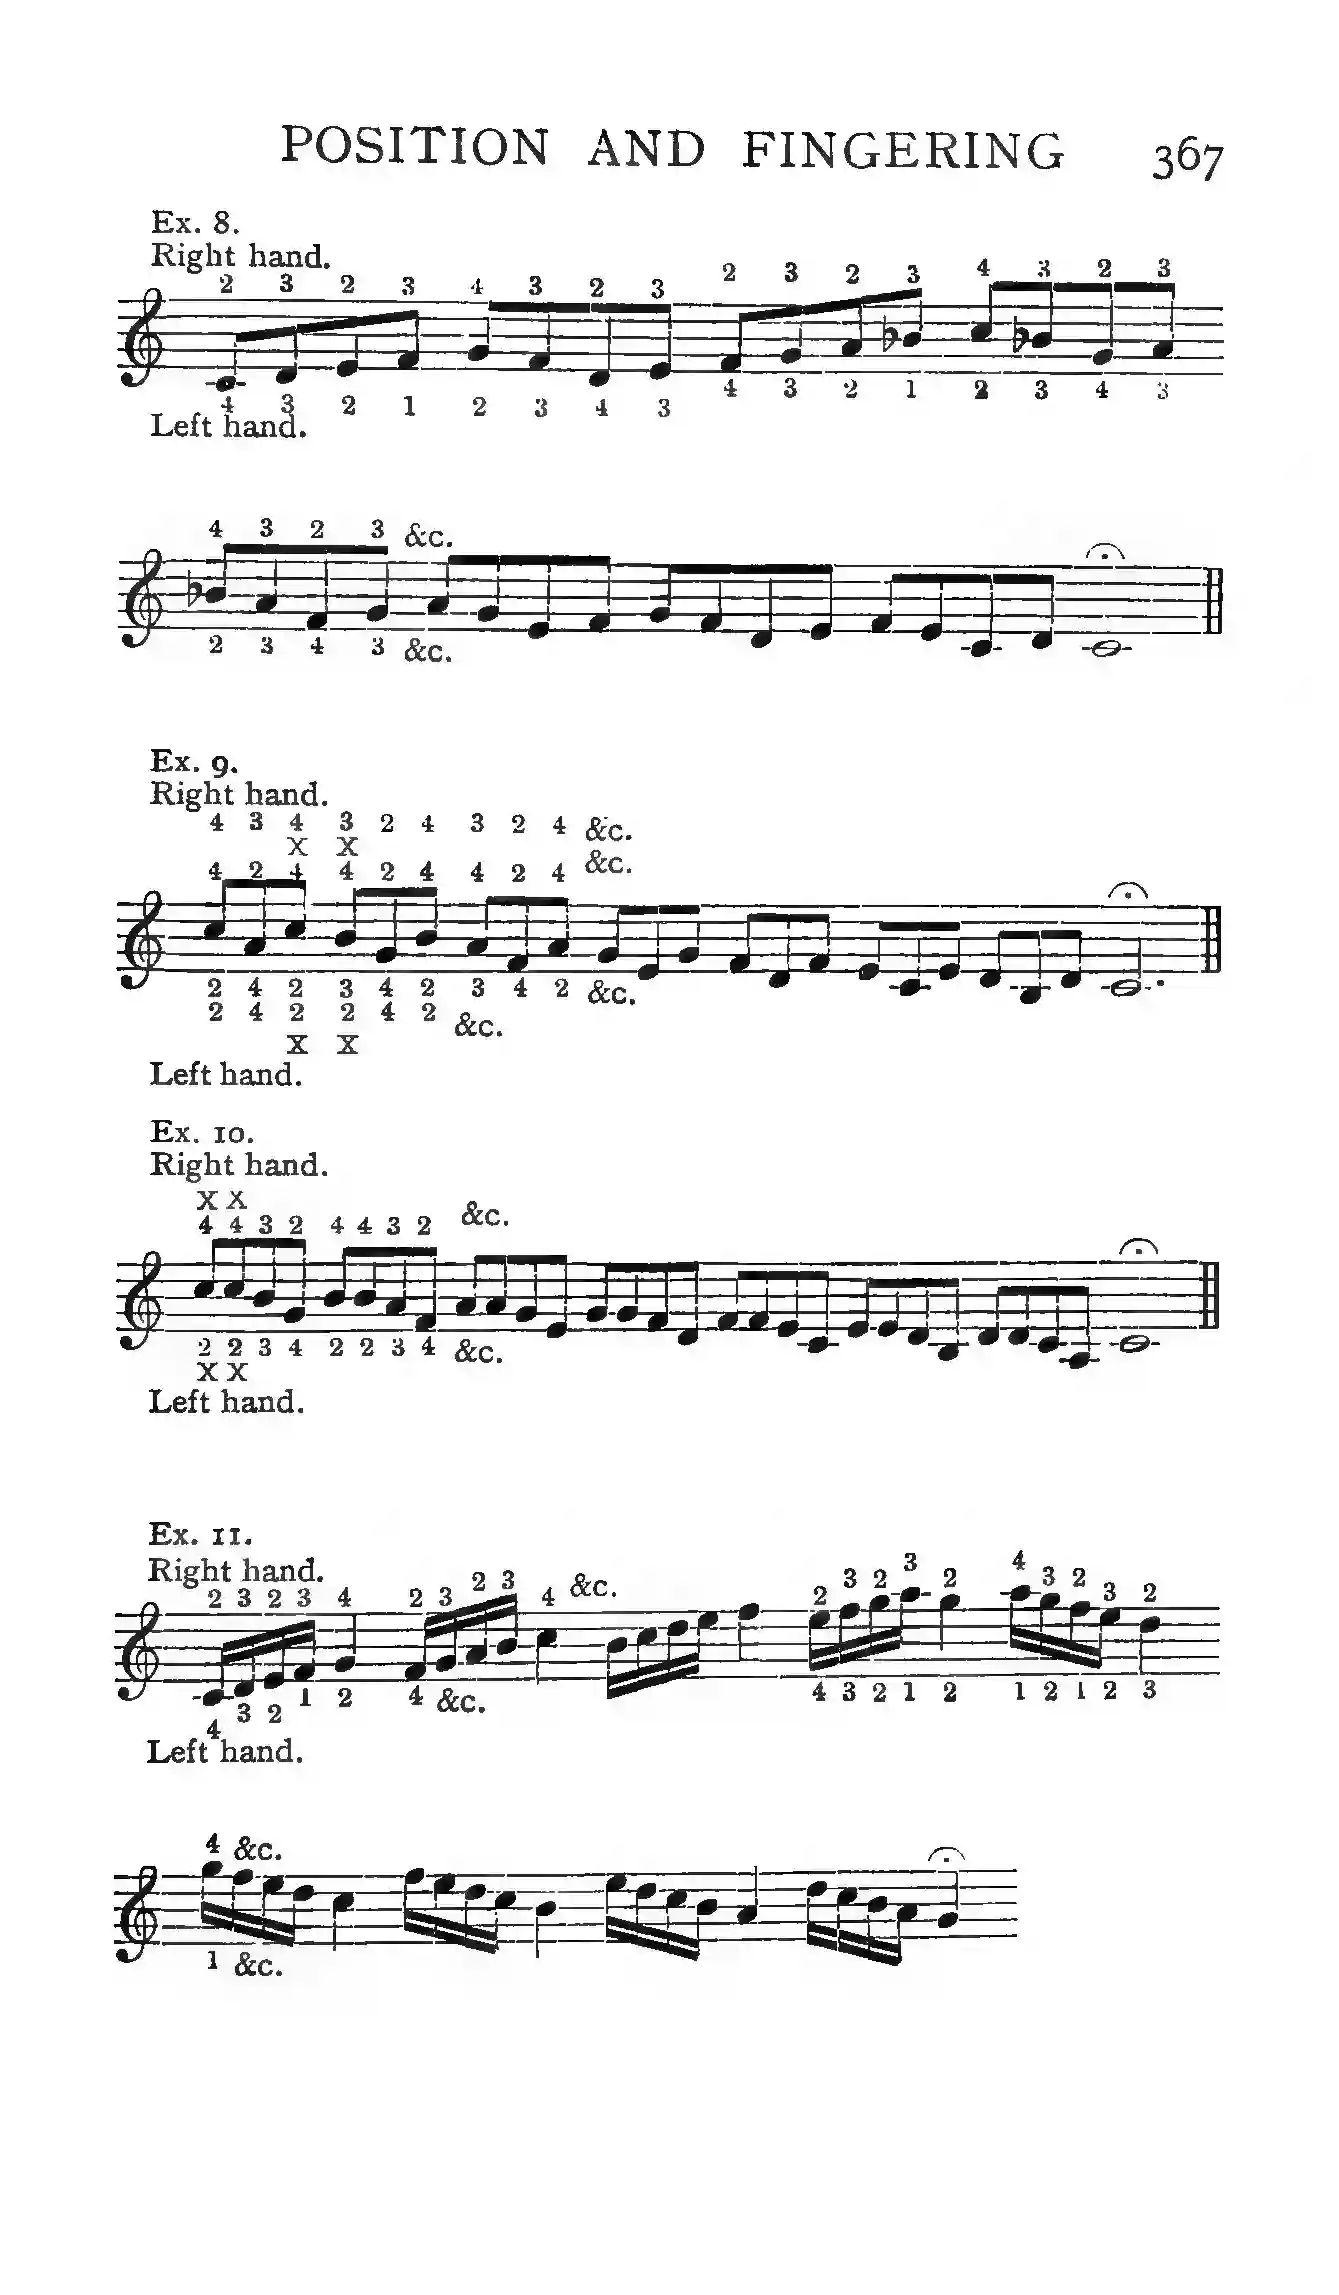 POSITION AND FINGERING 367
Ex. 8.
Right hand.
2 3 2 3 4 3 2 3 2 3 2 3 4 3 2 3
4 3 2 1 2 3 4 3 4 3 2 1 2 3 4 3
Left hand.
4 3 2 3 &c.
2 3 4 3 &c.
Ex. 9.
Right hand.
4 3 4 3 2 4 3 2 4 &c.
X X
4 2 4 4 2 4 4 2 4 &c.
2 4 2 3 4 2 3 4 2 &c.
2 4 2 2 4 2 &c.
X X
Left hand.
Ex. 10.
Right hand.
X X
4 4 3 2 4 4 3 2 &c.
2 2 3 4 2 2 3 4 &c.
X X
Left hand.
Ex. 11.
Right hand.
2 3 2 3 4 2 3 2 3 4 &c. 2 3 2 3 2 4 3 2 3 2
4 3 2 1 2 4 &c. 4 3 2 1 2 1 2 1 2 3
Left hand.
4 &c.
1 &c.